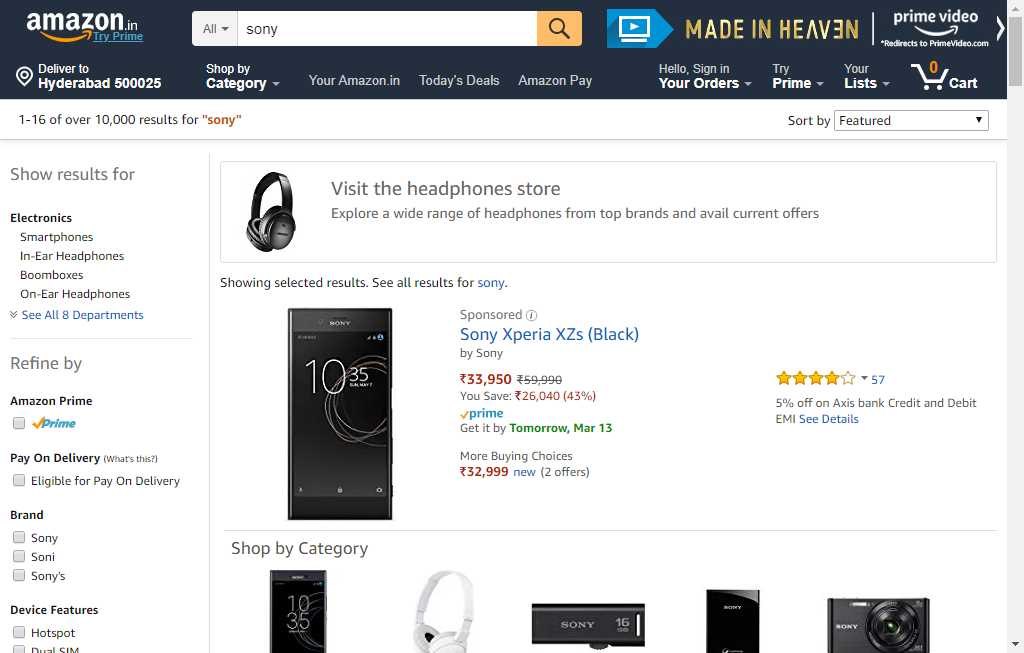 amazon.in
Try Prime
All
sony
MADE IN HEAVEN
prime video
*Redirects to PrimeVideo.com
Deliver to
Hyderabad 500025
Shop by
Category
Your Amazon.in
Today's Deals
Amazon Pay
Hello, Sign in
Your Orders
Try
Prime
Your
Lists
0
Cart
1-16 of over 10,000 results for "sony"
Sort by Featured
Show results for
Electronics
Smartphones
In-Ear Headphones
Boomboxes
On-Ear Headphones
See All 8 Departments
Refine by
Amazon Prime
Prime
Pay On Delivery (What's this?)
Eligible for Pay On Delivery
Brand
Sony
Soni
Sony's
Device Features
Hotspot
Dual SIM
Visit the headphones store
Explore a wide range of headphones from top brands and avail current offers
Showing selected results. See all results for sony.
SONY
10 35
SUN, MAY 7
Sponsored
Sony Xperia XZs (Black)
by Sony
₹33,950 ₹59,990
You Save: ₹26,040 (43%)
prime
Get it by Tomorrow, Mar 13
More Buying Choices
₹32,999 new (2 offers)
57
5% off on Axis bank Credit and Debit
EMI See Details
Shop by Category
SONY
10
35
SONY 16
GB
SONY
SONY